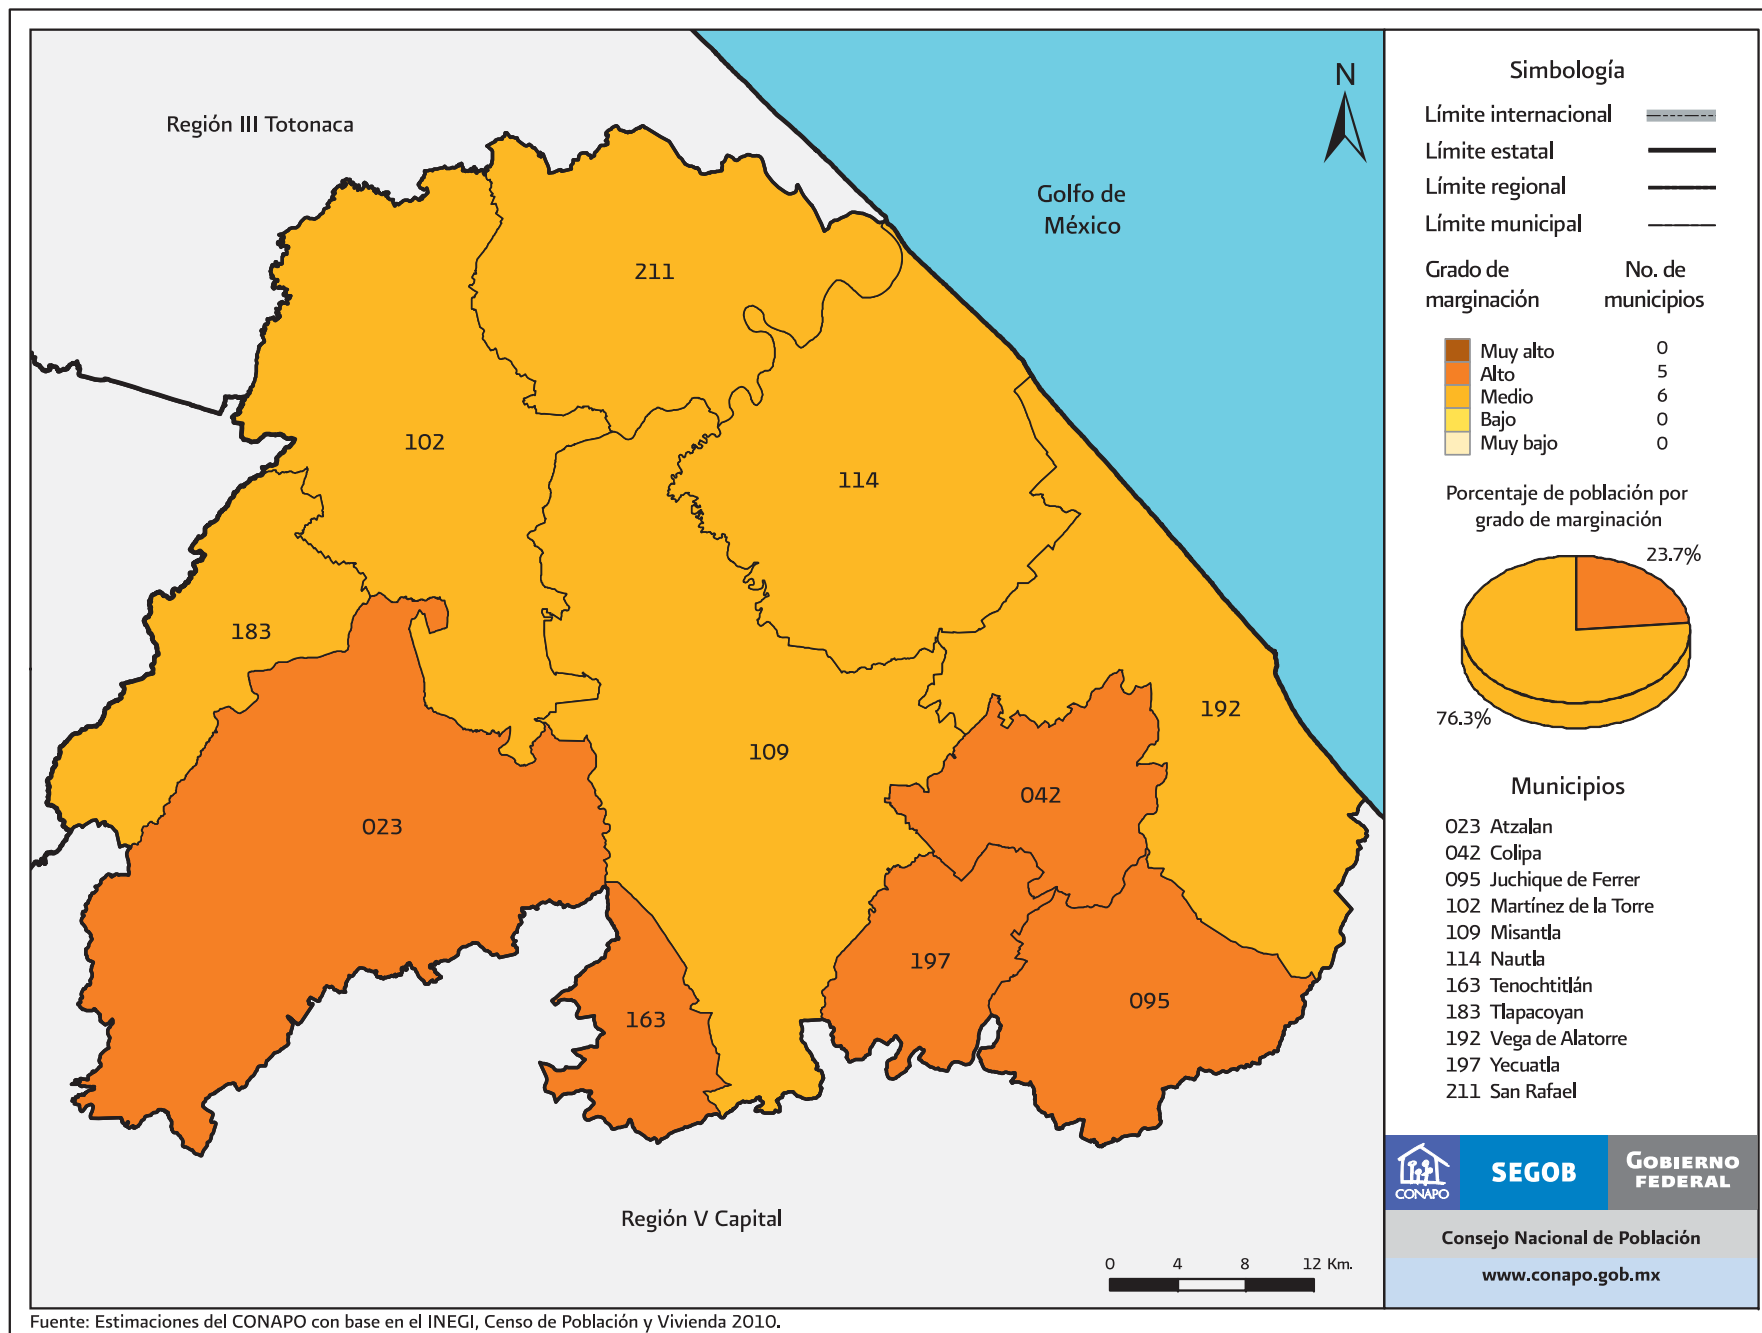 Región III Totonaca
N
Golfo de
México
211
102
114
183
192
109
042
023
197
095
163
Región V Capital
0 4 8 12 Km.
Simbología
Límite internacional
Límite estatal
Límite regional
Límite municipal
Grado de marginación
No. de municipios
Muy alto 0
Alto 5
Medio 6
Bajo 0
Muy bajo 0
Porcentaje de población por
grado de marginación
23.7%
76.3%
Municipios
023 Atzalan
042 Colipa
095 Juchique de Ferrer
102 Martínez de la Torre
109 Misantla
114 Nautla
163 Tenochtitlán
183 Tlapacoyan
192 Vega de Alatorre
197 Yecuatla
211 San Rafael
CONAPO
SEGOB
GOBIERNO
FEDERAL
Consejo Nacional de Población
www.conapo.gob.mx
Fuente: Estimaciones del CONAPO con base en el INEGI, Censo de Población y Vivienda 2010.